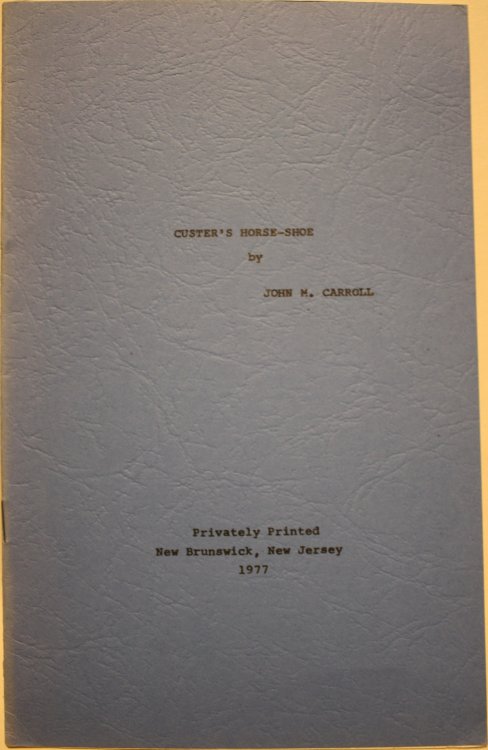 CUSTER'S HORSE-SHOE
by
JOHN M. CARROLL
Privately Printed
New Brunswick, New Jersey
1977